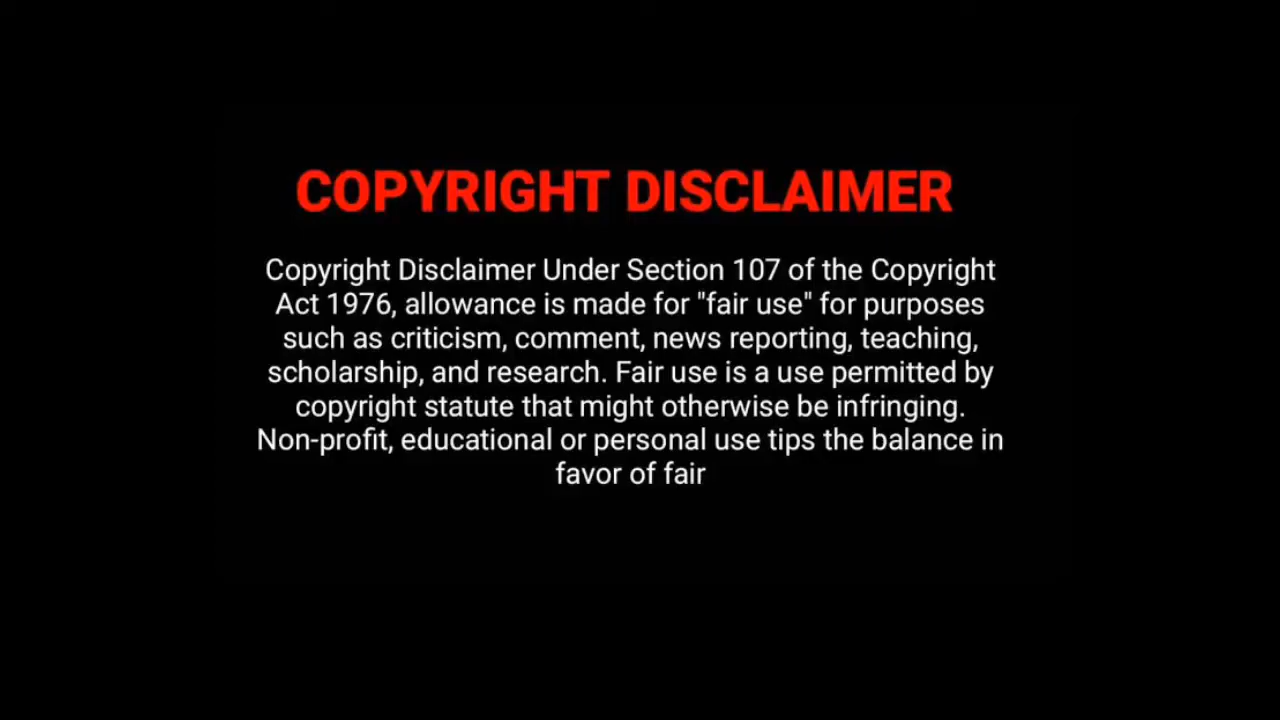 COPYRIGHT DISCLAIMER
Copyright Disclaimer Under Section 107 of the Copyright
Act 1976, allowance is made for "fair use" for purposes
such as criticism, comment, news reporting, teaching,
scholarship, and research. Fair use is a use permitted by
copyright statute that might otherwise be infringing.
Non-profit, educational or personal use tips the balance in
favor of fair